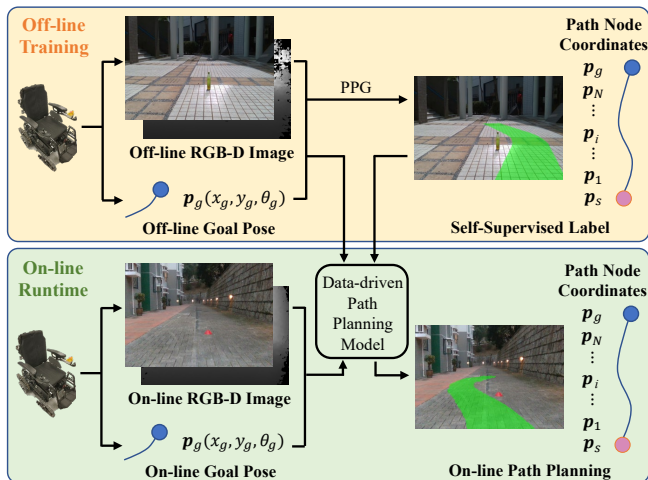 Off-line
Training
Path Node
Coordinates
PPG
p_g
p_N
⋮
p_i
⋮
p_1
p_s
Off-line RGB-D Image
p_g(x_g, y_g, θ_g)
Off-line Goal Pose
Self-Supervised Label
On-line
Runtime
Data-driven
Path
Planning
Model
Path Node
Coordinates
p_g
p_N
⋮
p_i
⋮
p_1
p_s
On-line RGB-D Image
p_g(x_g, y_g, θ_g)
On-line Goal Pose
On-line Path Planning